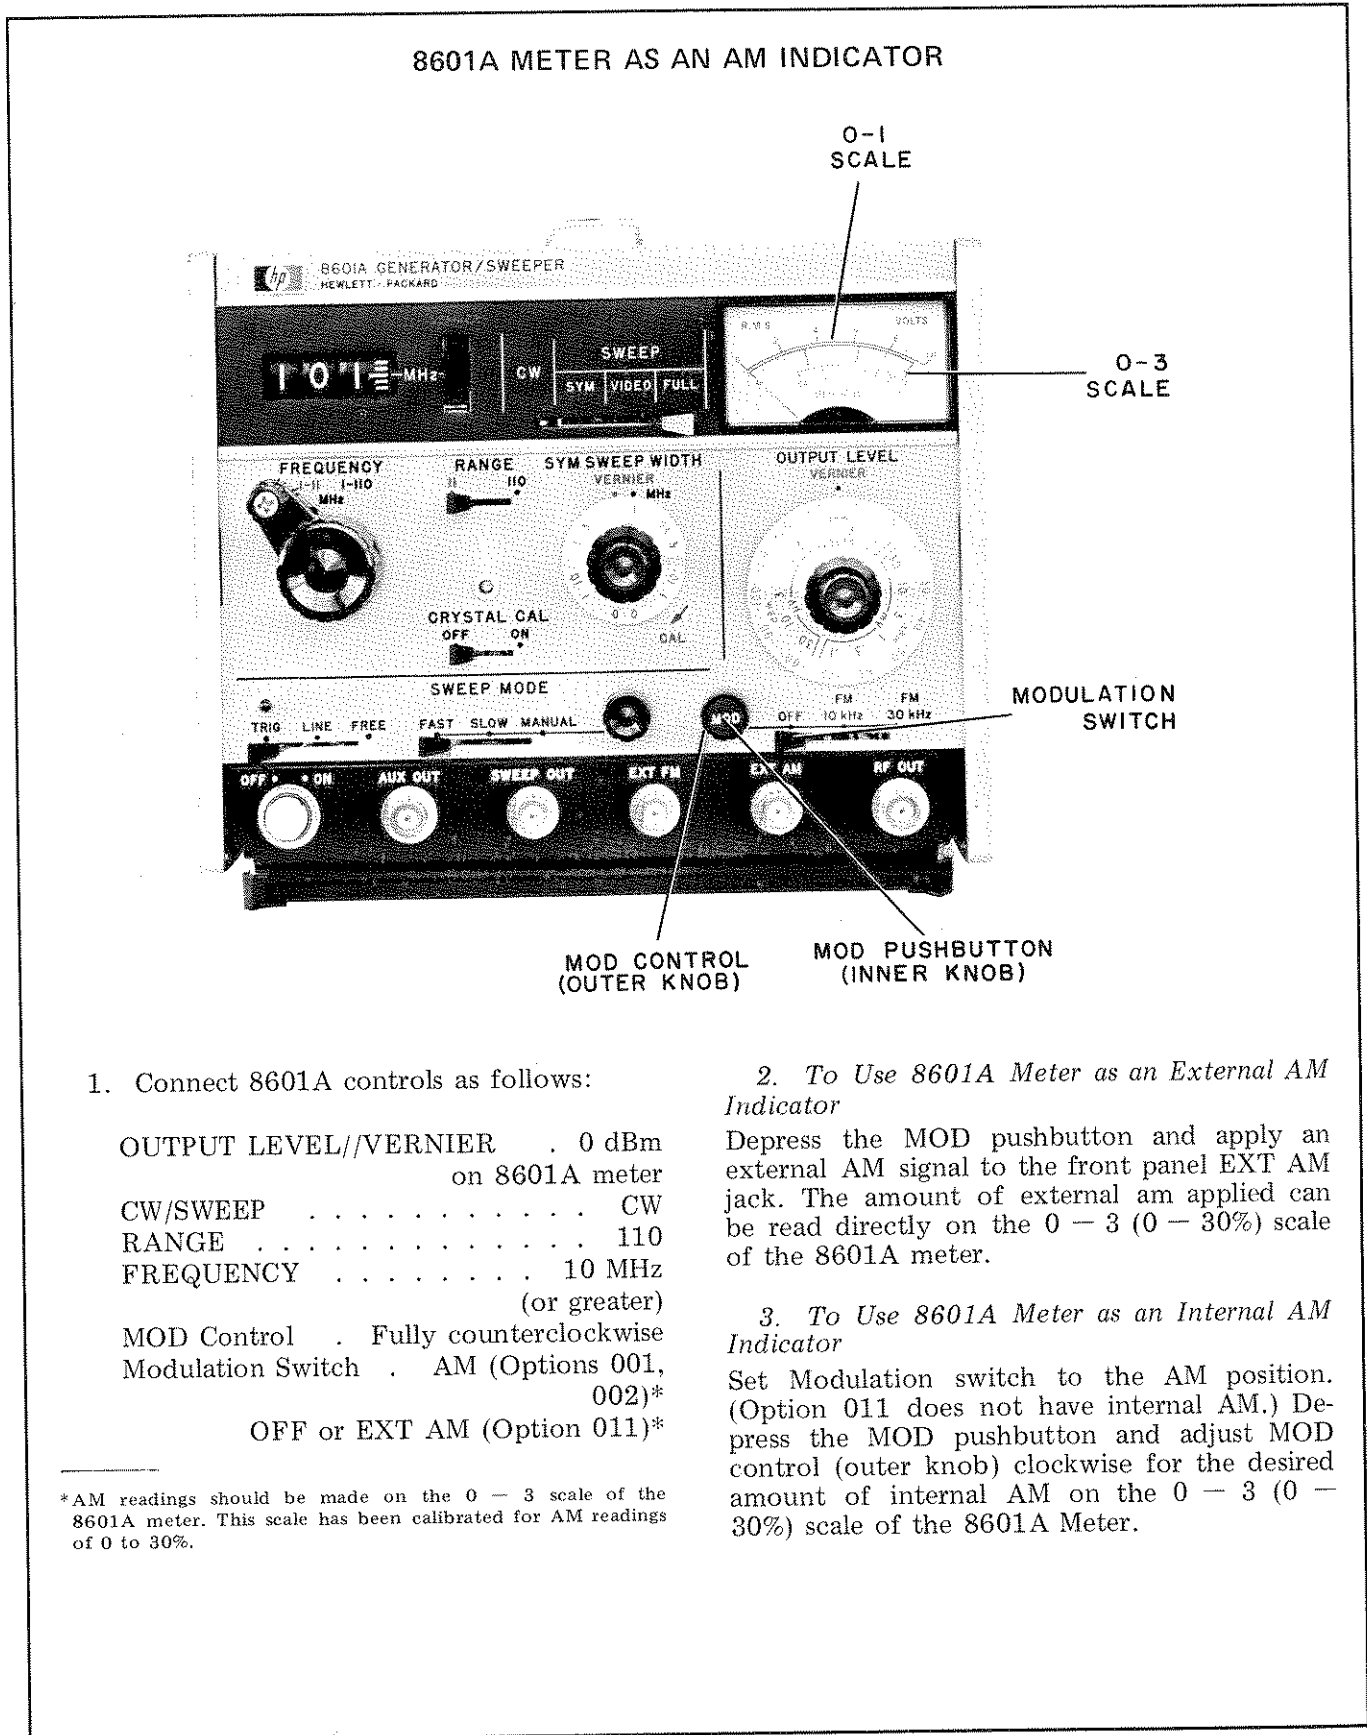 8601A METER AS AN AM INDICATOR
0-1
SCALE
hp
8601A GENERATOR/SWEEPER
HEWLETT · PACKARD
R.M.S
VOLTS
0-3
SCALE
101
MHz
CW
SWEEP
SYM VIDEO FULL
FREQUENCY
1-11 1-110
MHz
RANGE
11 110
SYM SWEEP WIDTH
VERNIER
MHz
OUTPUT LEVEL
VERNIER
CRYSTAL CAL
OFF ON
CAL
SWEEP MODE
TRIG LINE FREE
FAST SLOW MANUAL
MOD
OFF
FM
10 kHz
FM
30 kHz
MODULATION
SWITCH
OFF ON
AUX OUT
SWEEP OUT
EXT FM
EXT AM
RF OUT
MOD CONTROL
(OUTER KNOB)
MOD PUSHBUTTON
(INNER KNOB)
1. Connect 8601A controls as follows:
OUTPUT LEVEL//VERNIER . 0 dBm
on 8601A meter
CW/SWEEP . . . . . . . . . . . CW
RANGE . . . . . . . . . . . . . 110
FREQUENCY . . . . . . . . 10 MHz
(or greater)
MOD Control . Fully counterclockwise
Modulation Switch . AM (Options 001,
002)*
OFF or EXT AM (Option 011)*
*AM readings should be made on the 0 — 3 scale of the
8601A meter. This scale has been calibrated for AM readings
of 0 to 30%.
2. To Use 8601A Meter as an External AM
Indicator
Depress the MOD pushbutton and apply an
external AM signal to the front panel EXT AM
jack. The amount of external am applied can
be read directly on the 0 — 3 (0 — 30%) scale
of the 8601A meter.
3. To Use 8601A Meter as an Internal AM
Indicator
Set Modulation switch to the AM position.
(Option 011 does not have internal AM.) De-
press the MOD pushbutton and adjust MOD
control (outer knob) clockwise for the desired
amount of internal AM on the 0 — 3 (0 —
30%) scale of the 8601A Meter.